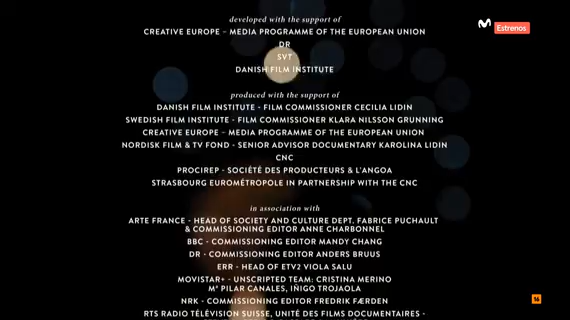 developed with the support of
CREATIVE EUROPE – MEDIA PROGRAMME OF THE EUROPEAN UNION
DR
SVT
DANISH FILM INSTITUTE
produced with the support of
DANISH FILM INSTITUTE - FILM COMMISSIONER CECILIA LIDIN
SWEDISH FILM INSTITUTE - FILM COMMISSIONER KLARA NILSSON GRUNNING
CREATIVE EUROPE – MEDIA PROGRAMME OF THE EUROPEAN UNION
NORDISK FILM & TV FOND - SENIOR ADVISOR DOCUMENTARY KAROLINA LIDIN
CNC
PROCIREP - SOCIÉTÉ DES PRODUCTEURS & L'ANGOA
STRASBOURG EUROMÉTROPOLE IN PARTNERSHIP WITH THE CNC
in association with
ARTE FRANCE - HEAD OF SOCIETY AND CULTURE DEPT. FABRICE PUCHAULT
& COMMISSIONING EDITOR ANNE CHARBONNEL
BBC - COMMISSIONING EDITOR MANDY CHANG
DR - COMMISSIONING EDITOR ANDERS BRUUS
ERR - HEAD OF ETV2 VIOLA SALU
MOVISTAR+ - UNSCRIPTED TEAM: CRISTINA MERINO
Mª PILAR CANALES, IÑIGO TROJAOLA
NRK - COMMISSIONING EDITOR FREDRIK FÆRDEN
RTS RADIO TÉLÉVISION SUISSE, UNITÉ DES FILMS DOCUMENTAIRES -
M
Estrenos
16